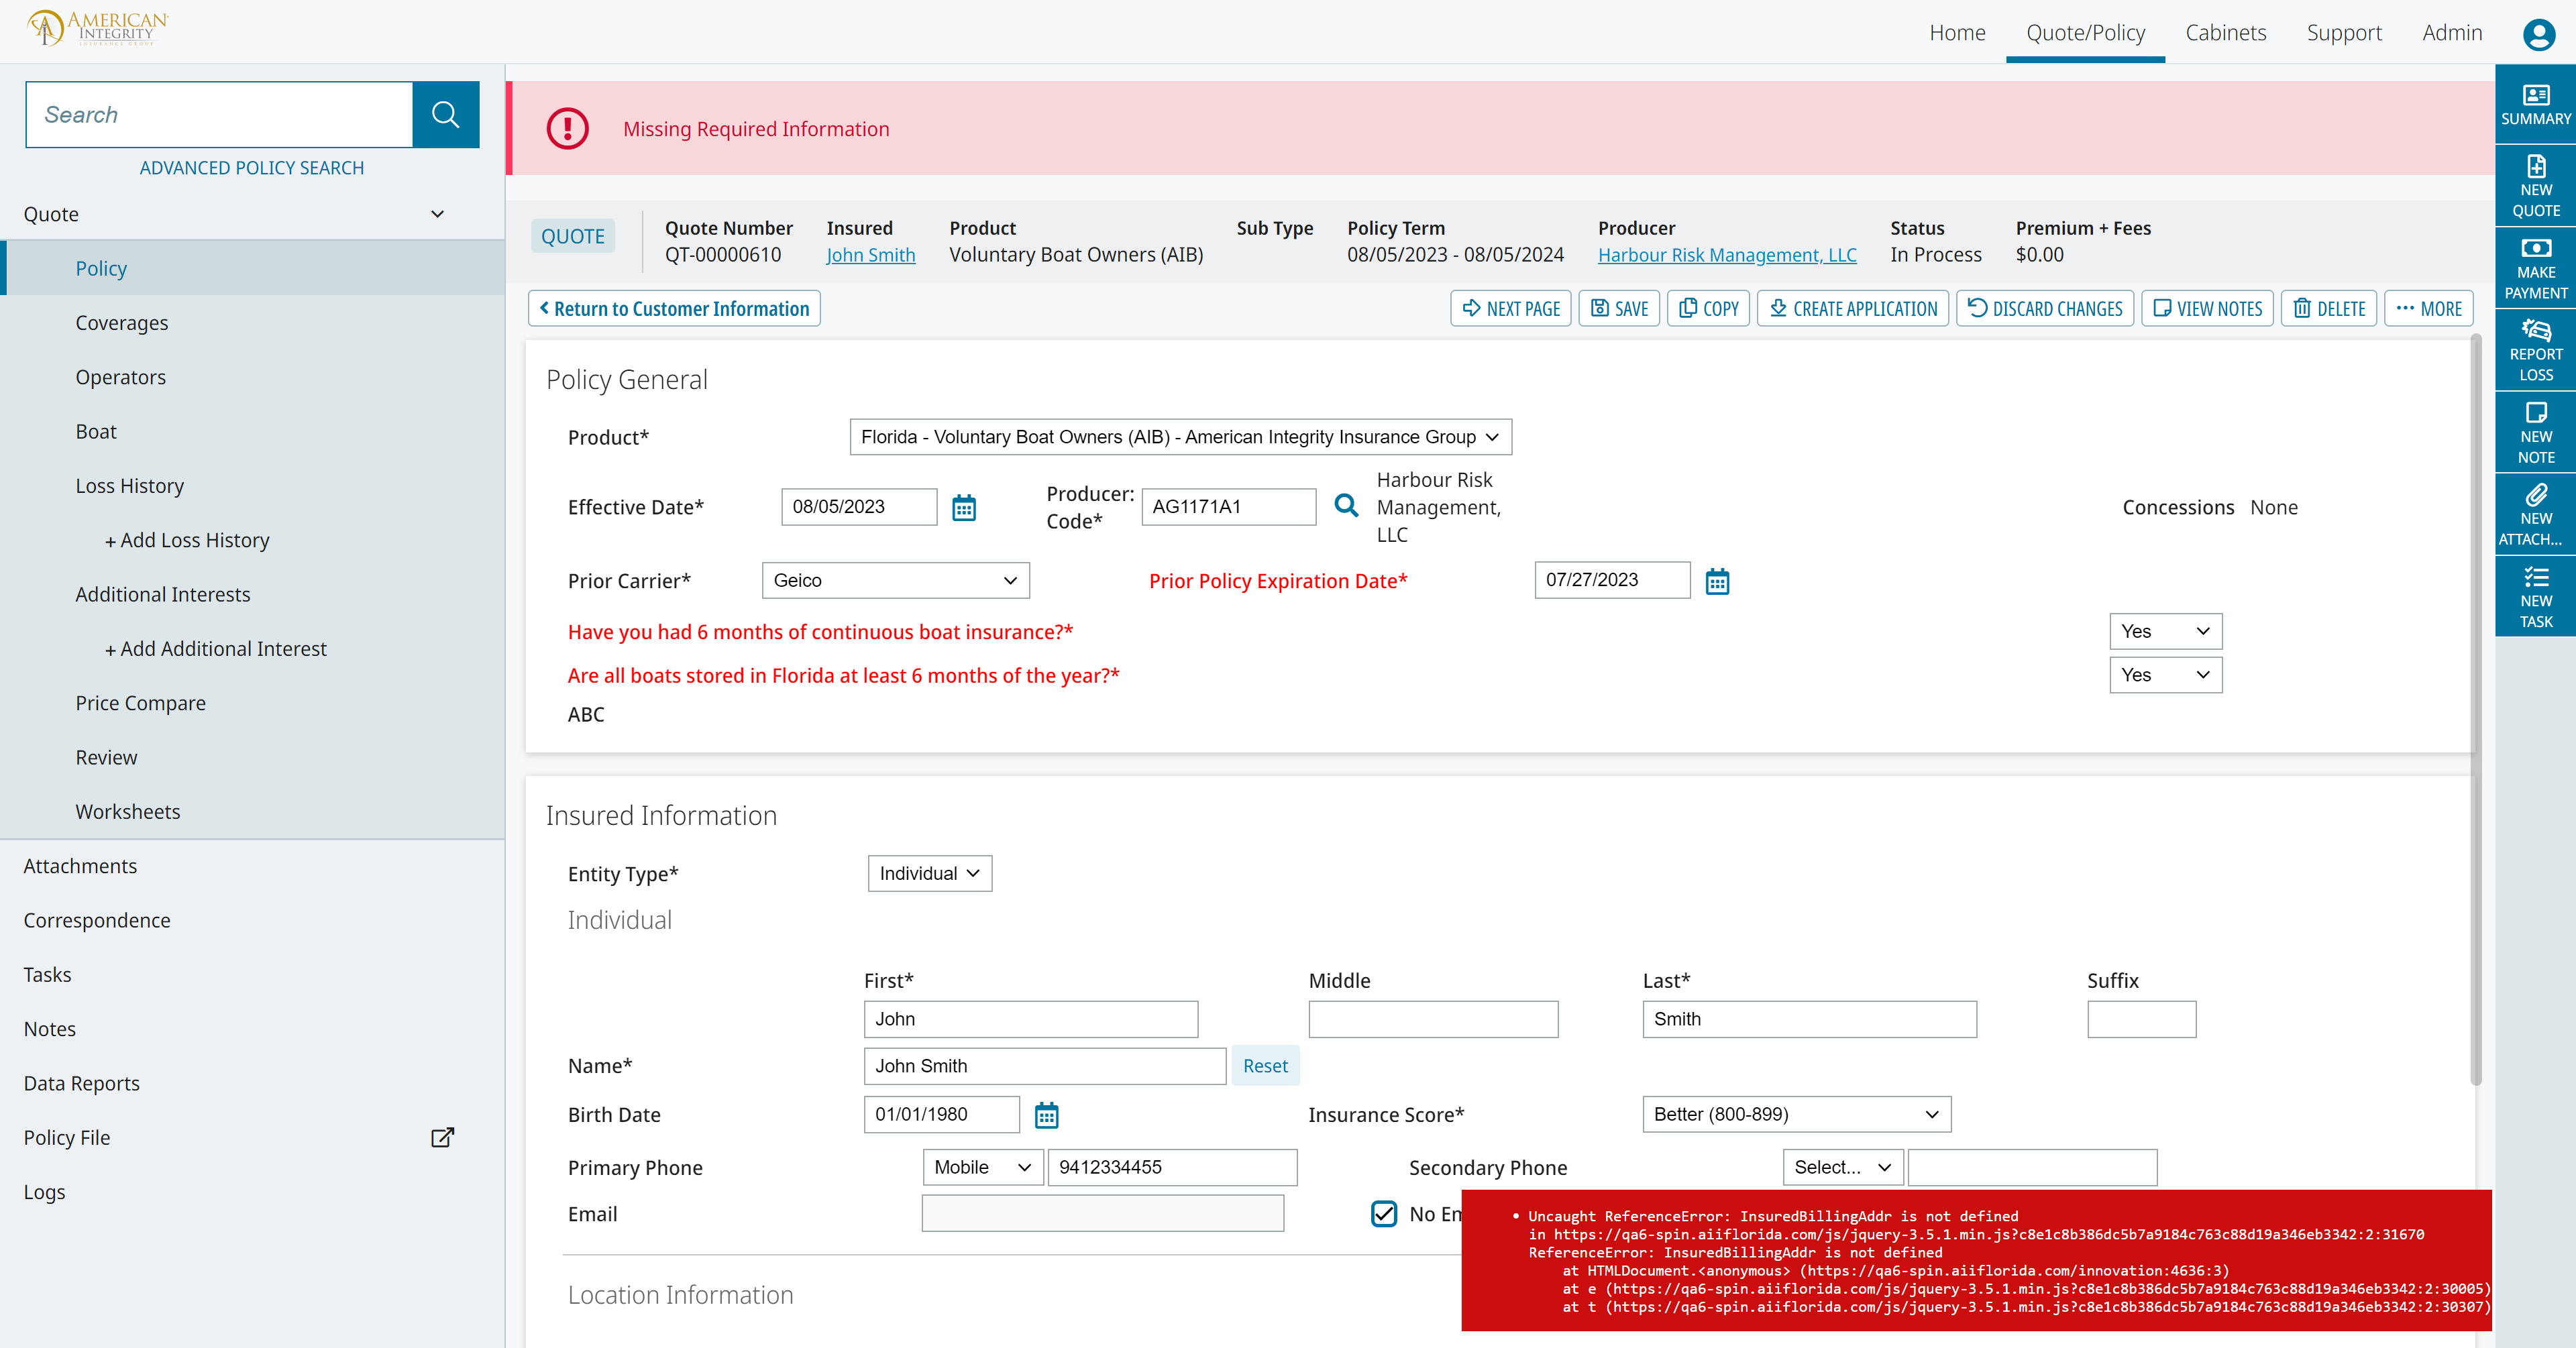 AMERICAN
INTEGRITY
INSURANCE GROUP
Home
Quote/Policy
Cabinets
Support
Admin
Search
ADVANCED POLICY SEARCH
Quote
Policy
Coverages
Operators
Boat
Loss History
+ Add Loss History
Additional Interests
+ Add Additional Interest
Price Compare
Review
Worksheets
Attachments
Correspondence
Tasks
Notes
Data Reports
Policy File
Logs
Missing Required Information
QUOTE
Quote Number
QT-00000610
Insured
John Smith
Product
Voluntary Boat Owners (AIB)
Sub Type
Policy Term
08/05/2023 - 08/05/2024
Producer
Harbour Risk Management, LLC
Status
In Process
Premium + Fees
$0.00
Return to Customer Information
NEXT PAGE
SAVE
COPY
CREATE APPLICATION
DISCARD CHANGES
VIEW NOTES
DELETE
MORE
Policy General
Product*
Florida - Voluntary Boat Owners (AIB) - American Integrity Insurance Group
Effective Date*
08/05/2023
Producer:
Code*
AG1171A1
Harbour Risk
Management,
LLC
Concessions
None
Prior Carrier*
Geico
Prior Policy Expiration Date*
07/27/2023
Have you had 6 months of continuous boat insurance?*
Yes
Are all boats stored in Florida at least 6 months of the year?*
Yes
ABC
Insured Information
Entity Type*
Individual
Individual
First*
Middle
Last*
Suffix
John
Smith
Name*
John Smith
Reset
Birth Date
01/01/1980
Insurance Score*
Better (800-899)
Primary Phone
Mobile
9412334455
Secondary Phone
Select...
Email
No Em
Location Information
• Uncaught ReferenceError: InsuredBillingAddr is not defined
in https://qa6-spin.aiiflorida.com/js/jquery-3.5.1.min.js?c8e1c8b386dc5b7a9184c763c88d19a346eb3342:2:31670
ReferenceError: InsuredBillingAddr is not defined
at HTMLDocument.<anonymous> (https://qa6-spin.aiiflorida.com/innovation:4636:3)
at e (https://qa6-spin.aiiflorida.com/js/jquery-3.5.1.min.js?c8e1c8b386dc5b7a9184c763c88d19a346eb3342:2:30005)
at t (https://qa6-spin.aiiflorida.com/js/jquery-3.5.1.min.js?c8e1c8b386dc5b7a9184c763c88d19a346eb3342:2:30307)
SUMMARY
NEW
QUOTE
MAKE
PAYMENT
REPORT
LOSS
NEW
NOTE
NEW
ATTACH...
NEW
TASK